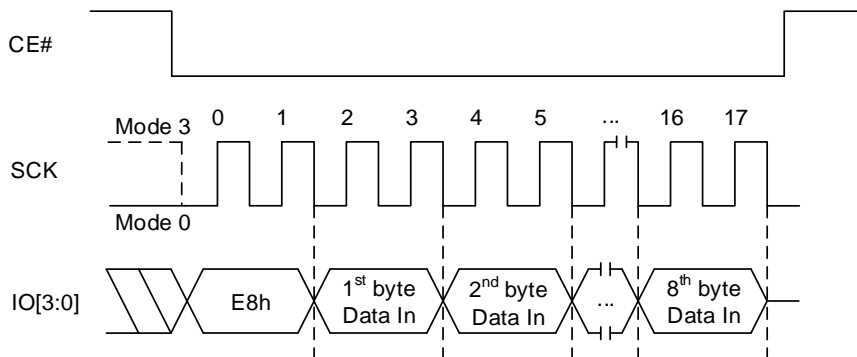 CE#
Mode 3
0 1 2 3 4 5 ... 16 17
SCK
Mode 0
IO[3:0]
E8h
1st byte
Data In
2nd byte
Data In
...
8th byte
Data In